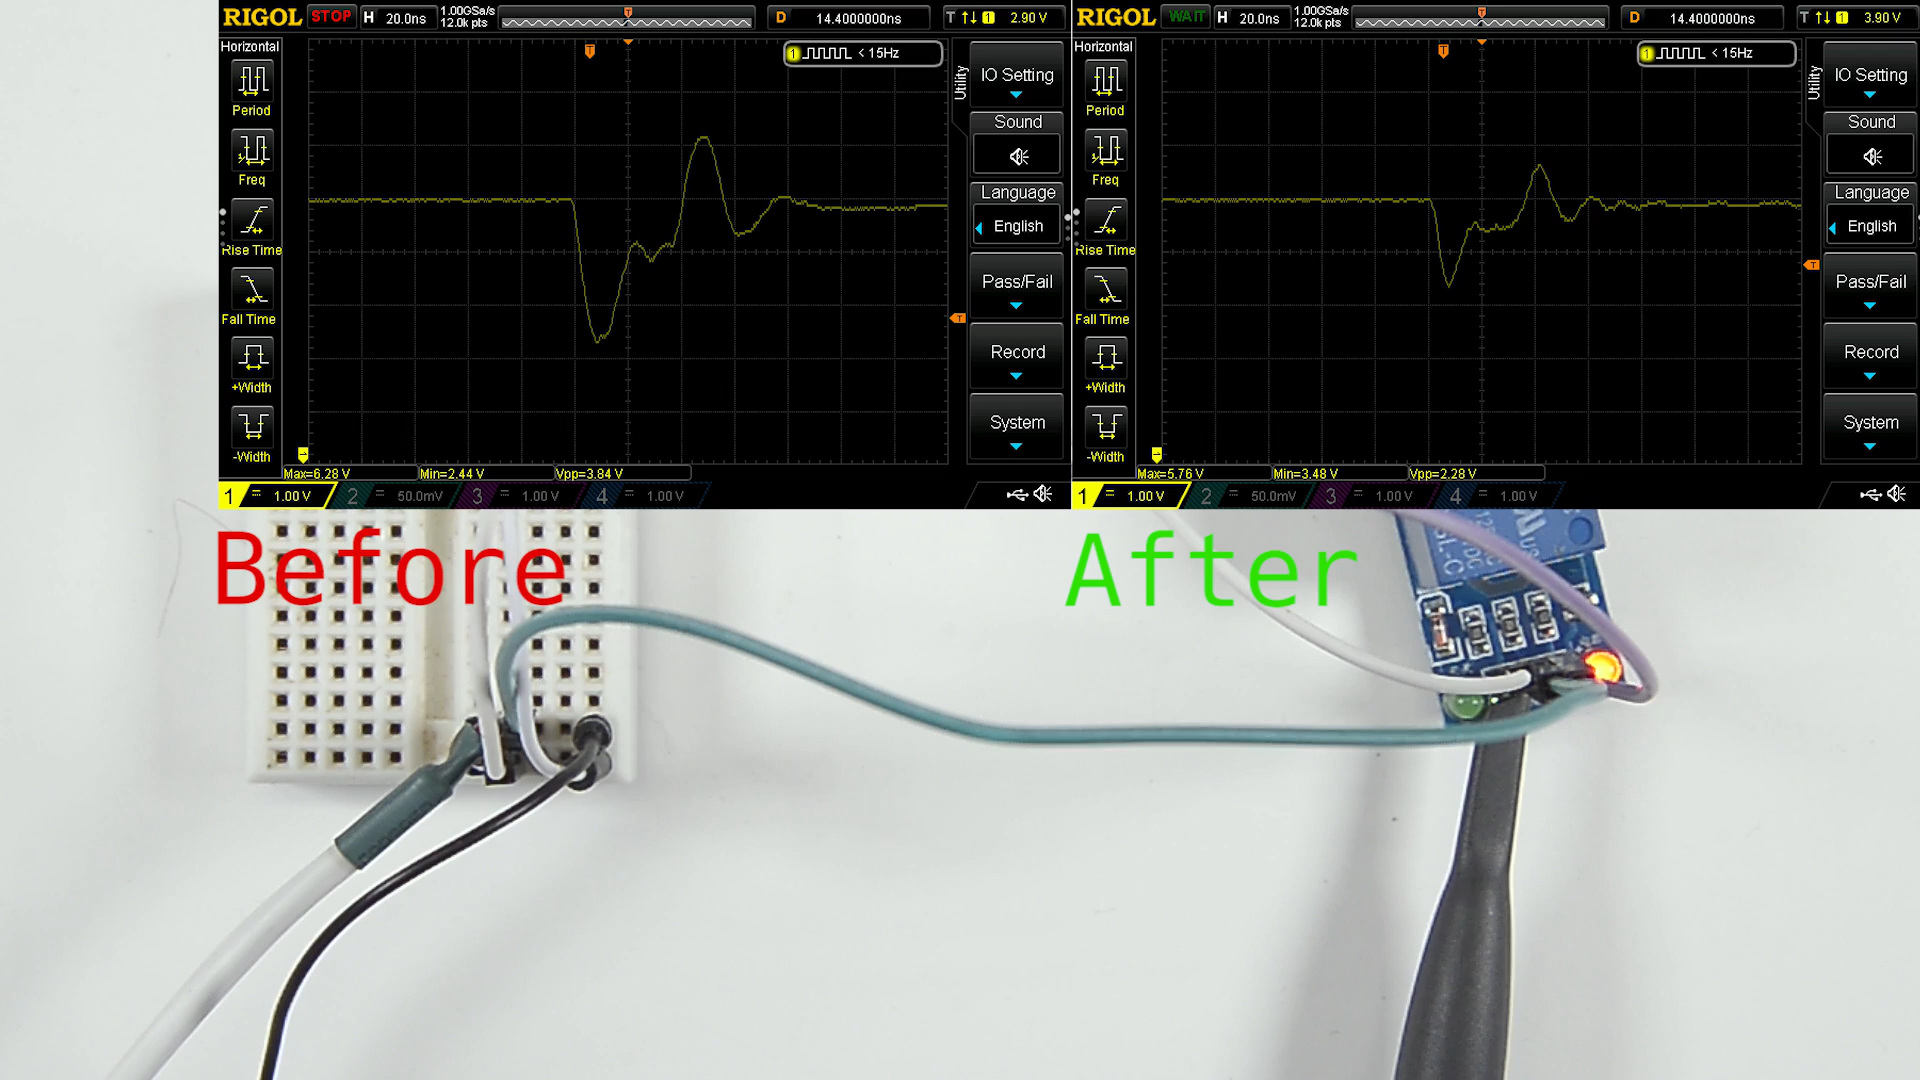 RIGOL STOP H 20.0ns 1.00GSa/s 12.0k pts D 14.4000000ns T 1 2.90 V
Horizontal
1 < 15Hz
Period
Freq
Rise Time
Fall Time
+Width
-Width
Utility
IO Setting
Sound
Language
English
Pass/Fail
Record
System
Max=6.28 V Min=2.44 V Vpp=3.84 V
1 = 1.00 V 2 = 50.0mV 3 = 1.00 V 4 = 1.00 V
RIGOL WAIT H 20.0ns 1.00GSa/s 12.0k pts D 14.4000000ns T 1 3.90 V
Horizontal
1 < 15Hz
Period
Freq
Rise Time
Fall Time
+Width
-Width
Utility
IO Setting
Sound
Language
English
Pass/Fail
Record
System
Max=5.76 V Min=3.48 V Vpp=2.28 V
1 = 1.00 V 2 = 50.0mV 3 = 1.00 V 4 = 1.00 V
Before
After